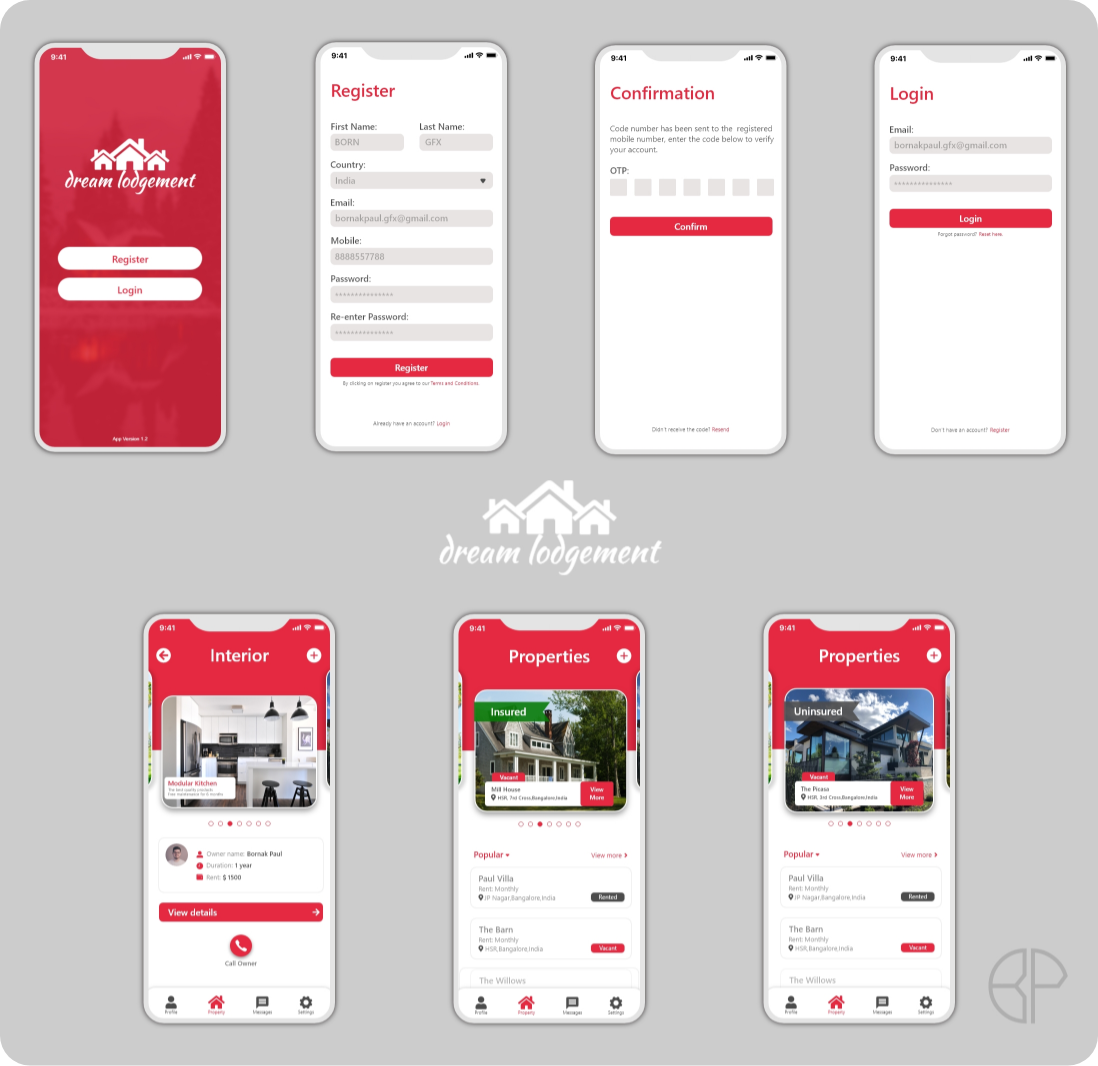 9:41
dream lodgement
Register
Login
App Version 1.2
9:41
Register
First Name:
Last Name:
BORN
GFX
Country:
India
Email:
bornakpaul.gfx@gmail.com
Mobile:
8888557788
Password:
***************
Re-enter Password:
***************
Register
By clicking on register you agree to our Terms and Conditions.
Already have an account? Login
9:41
Confirmation
Code number has been sent to the registered
mobile number, enter the code below to verify
your account.
OTP:
Confirm
Didn't receive the code? Resend
9:41
Login
Email:
bornakpaul.gfx@gmail.com
Password:
***************
Login
Forgot password? Reset here.
Don't have an account? Register
dream lodgement
9:41
Interior
Modular Kitchen
The best quality concepts
Free maintenance for 6 months
Owner name: Bornak Paul
Duration: 1 year
Rent: $ 1500
View details
Call Owner
Profile
Property
Messages
Settings
9:41
Properties
Insured
Vacant
Mill House
HSR, 7rd Cross,Bangalore,India
View
More
Popular
View more
Paul Villa
Rent: Monthly
JP Nagar,Bangalore,India
Rented
The Barn
Rent: Monthly
HSR,Bangalore,India
Vacant
The Willows
Profile
Property
Messages
Settings
9:41
Properties
Uninsured
Vacant
The Picasa
HSR, 3rd Cross,Bangalore,India
View
More
Popular
View more
Paul Villa
Rent: Monthly
JP Nagar,Bangalore,India
Rented
The Barn
Rent: Monthly
HSR,Bangalore,India
Vacant
The Willows
Profile
Property
Messages
Settings
BP